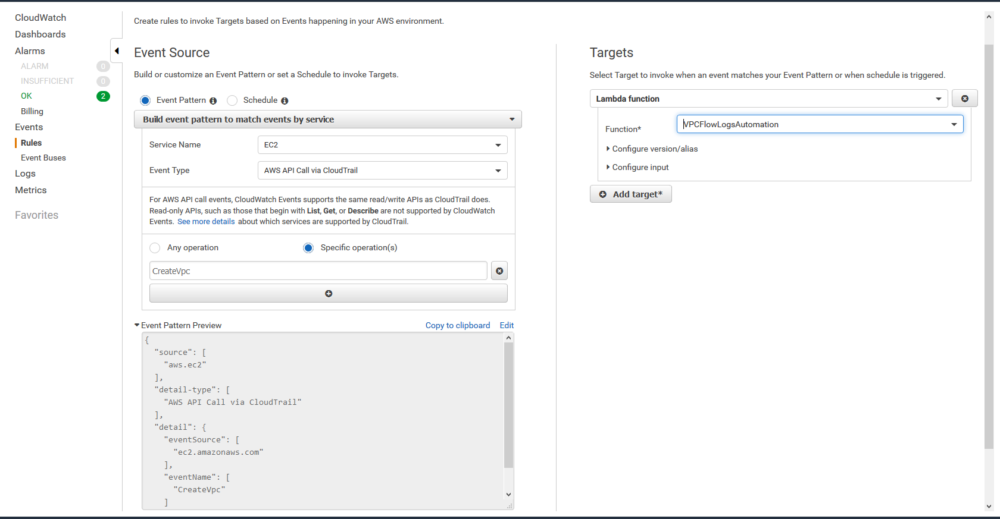 CloudWatch
Dashboards
Alarms
ALARM 0
INSUFFICIENT 0
OK 2
Billing
Events
Rules
Event Buses
Logs
Metrics
Favorites
Create rules to invoke Targets based on Events happening in your AWS environment.
Event Source
Build or customize an Event Pattern or set a Schedule to invoke Targets.
Event Pattern Schedule
Build event pattern to match events by service
Service Name EC2
Event Type AWS API Call via CloudTrail
For AWS API call events, CloudWatch Events supports the same read/write APIs as CloudTrail does.
Read-only APIs, such as those that begin with List, Get, or Describe are not supported by CloudWatch
Events. See more details about which services are supported by CloudTrail.
Any operation Specific operation(s)
CreateVpc
Event Pattern Preview Copy to clipboard Edit
{
  "source": [
    "aws.ec2"
  ],
  "detail-type": [
    "AWS API Call via CloudTrail"
  ],
  "detail": {
    "eventSource": [
      "ec2.amazonaws.com"
    ],
    "eventName": [
      "CreateVpc"
    ]
Targets
Select Target to invoke when an event matches your Event Pattern or when schedule is triggered.
Lambda function
Function* VPCFlowLogsAutomation
Configure version/alias
Configure input
Add target*